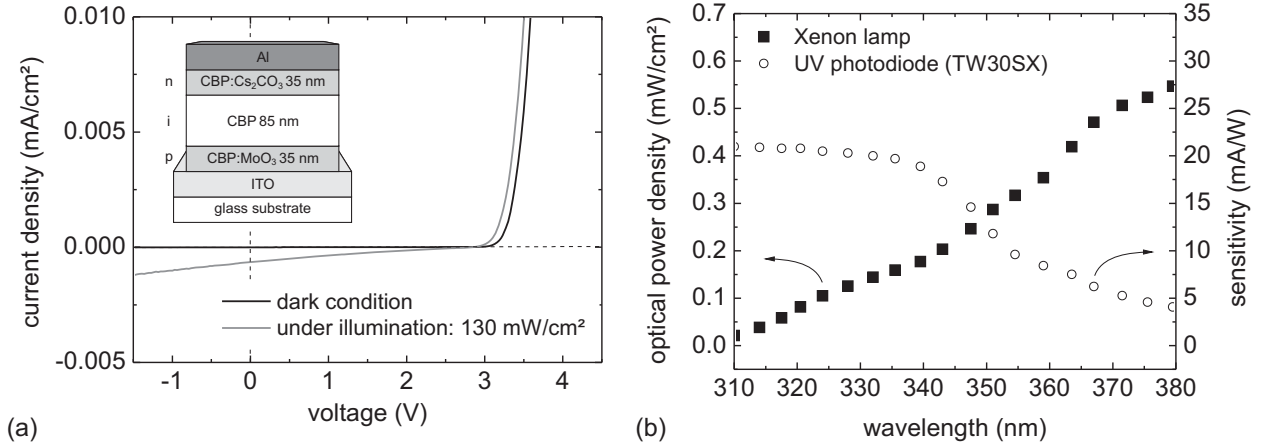 0.010
0.005
0.000
-0.005
current density (mA/cm²)
Al
n CBP:Cs₂CO₃ 35 nm
i CBP 85 nm
p CBP:MoO₃ 35 nm
ITO
glass substrate
dark condition
under illumination: 130 mW/cm²
-1 0 1 2 3 4
voltage (V)
(a)
0.7
0.6
0.5
0.4
0.3
0.2
0.1
0.0
optical power density (mW/cm²)
Xenon lamp
UV photodiode (TW30SX)
35
30
25
20
15
10
5
0
sensitivity (mA/W)
310 320 330 340 350 360 370 380
wavelength (nm)
(b)